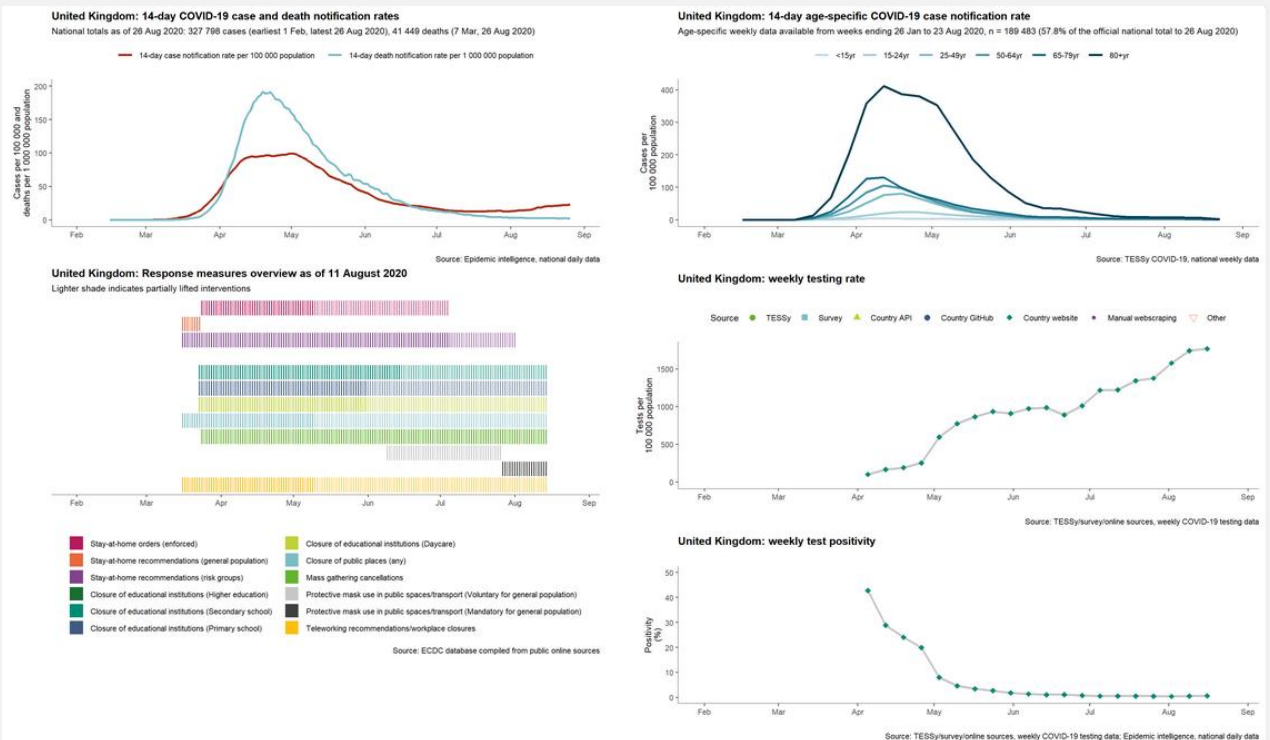 United Kingdom: 14-day COVID-19 case and death notification rates
National totals as of 26 Aug 2020: 327 798 cases (earliest 1 Feb, latest 26 Aug 2020), 41 449 deaths (7 Mar, 26 Aug 2020)
14-day case notification rate per 100 000 population
14-day death notification rate per 1 000 000 population
Cases per 100 000 and
deaths per 1 000 000 population
200
150
100
50
0
Feb Mar Apr May Jun Jul Aug Sep
Source: Epidemic intelligence, national daily data
United Kingdom: 14-day age-specific COVID-19 case notification rate
Age-specific weekly data available from weeks ending 26 Jan to 23 Aug 2020, n = 189 483 (57.8% of the official national total to 26 Aug 2020)
<15yr 15-24yr 25-49yr 50-64yr 65-79yr 80+yr
Cases per
100 000 population
400
300
200
100
0
Feb Mar Apr May Jun Jul Aug Sep
Source: TESSy COVID-19, national weekly data
United Kingdom: Response measures overview as of 11 August 2020
Lighter shade indicates partially lifted interventions
Feb Mar Apr May Jun Jul Aug Sep
Stay-at-home orders (enforced)
Stay-at-home recommendations (general population)
Stay-at-home recommendations (risk groups)
Closure of educational institutions (Higher education)
Closure of educational institutions (Secondary school)
Closure of educational institutions (Primary school)
Closure of educational institutions (Daycare)
Closure of public places (any)
Mass gathering cancellations
Protective mask use in public spaces/transport (Voluntary for general population)
Protective mask use in public spaces/transport (Mandatory for general population)
Teleworking recommendations/workplace closures
Source: ECDC database compiled from public online sources
United Kingdom: weekly testing rate
Source TESSy Survey Country API Country GitHub Country website Manual webscraping Other
Tests per
100 000 population
1500
1000
500
0
Feb Mar Apr May Jun Jul Aug Sep
Source: TESSy/survey/online sources, weekly COVID-19 testing data
United Kingdom: weekly test positivity
Positivity
(%)
50
40
30
20
10
0
Feb Mar Apr May Jun Jul Aug Sep
Source: TESSy/survey/online sources, weekly COVID-19 testing data; Epidemic intelligence, national daily data